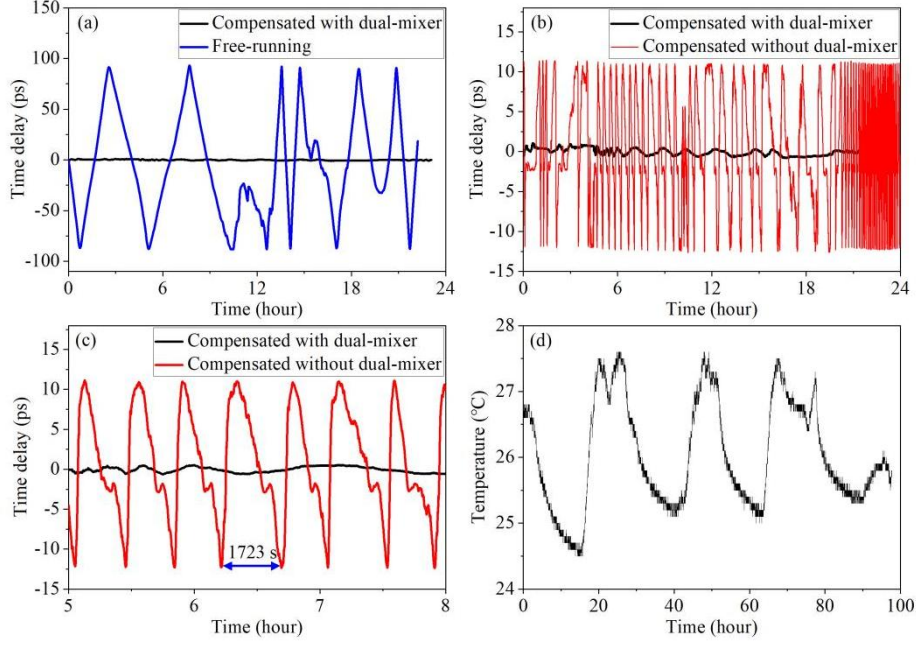 (a)
Compensated with dual-mixer
Free-running
150
100
50
0
-50
-100
Time delay (ps)
0 6 12 18 24
Time (hour)
(b)
Compensated with dual-mixer
Compensated without dual-mixer
15
10
5
0
-5
-10
-15
Time delay (ps)
0 6 12 18 24
Time (hour)
(c)
Compensated with dual-mixer
Compensated without dual-mixer
15
10
5
0
-5
-10
-15
Time delay (ps)
1723 s
5 6 7 8
Time (hour)
(d)
28
27
26
25
24
Temperature (°C)
0 20 40 60 80 100
Time (hour)